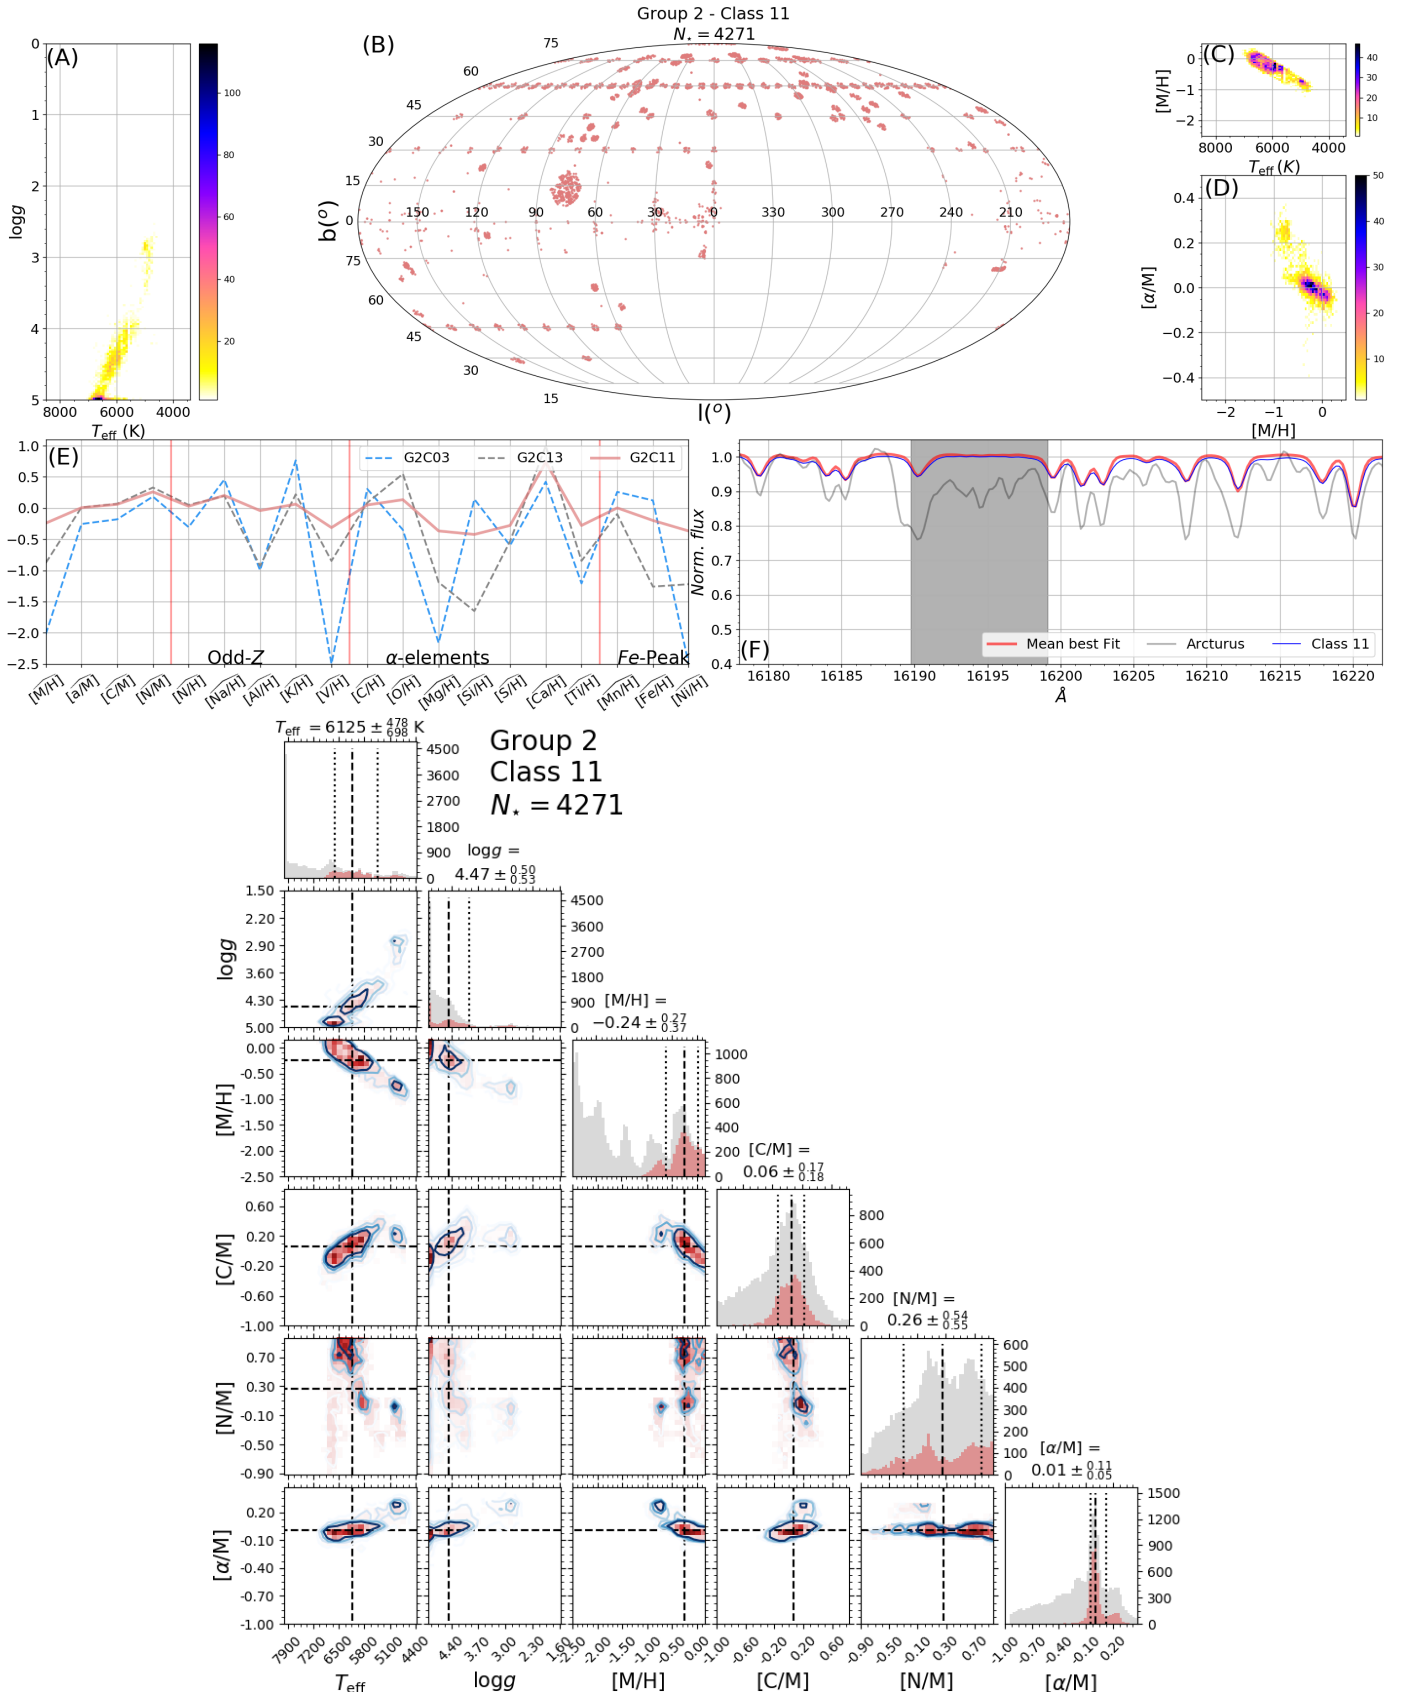 Group 2 - Class 11
N⋆ = 4271
(A)
0
1
2
3
4
5
logg
8000 6000 4000
Teff (K)
100
80
60
40
20
(B)
75
60
45
30
15
0
75
60
45
30
15
b(o)
150 120 90 60 30 0 330 300 270 240 210
l(o)
(C)
0
−1
−2
[M/H]
8000 6000 4000
Teff (K)
40
30
20
10
(D)
0.4
0.2
0.0
−0.2
−0.4
[α/M]
−2 −1 0
[M/H]
50
40
30
20
10
(E)
1.0
0.5
0.0
−0.5
−1.0
−1.5
−2.0
−2.5
G2C03 G2C13 G2C11
Odd-Z α-elements Fe-Peak
[M/H] [a/M] [C/M] [N/M] [N/H] [Na/H] [Al/H] [K/H] [V/H] [C/H] [O/H] [Mg/H] [Si/H] [S/H] [Ca/H] [Ti/H] [Mn/H] [Fe/H] [Ni/H]
1.0
0.9
0.8
0.7
0.6
0.5
0.4
Norm. flux
(F)
Mean best Fit Arcturus Class 11
16180 16185 16190 16195 16200 16205 16210 16215 16220
Å
Group 2
Class 11
N⋆ = 4271
Teff = 6125 ± 478 698 K
4500
3600
2700
1800
900
0
logg =
4.47 ± 0.50 0.53
1.50
2.20
2.90
3.60
4.30
5.00
logg
4500
3600
2700
1800
900
0
[M/H] =
−0.24 ± 0.27 0.37
0.00
-0.50
-1.00
-1.50
-2.00
-2.50
[M/H]
1000
800
600
400
200
0
[C/M] =
0.06 ± 0.17 0.18
0.60
0.20
-0.20
-0.60
-1.00
[C/M]
800
600
400
200
0
[N/M] =
0.26 ± 0.54 0.55
0.70
0.30
-0.10
-0.50
-0.90
[N/M]
600
500
400
300
200
100
0
[α/M] =
0.01 ± 0.11 0.05
0.20
-0.10
-0.40
-0.70
-1.00
[α/M]
1500
1200
900
600
300
0
7900 7200 6500 5800 5100 4400
Teff
4.40 3.70 3.00 2.30 1.60
logg
-2.50 -2.00 -1.50 -1.00 -0.50 0.00
[M/H]
-1.00 -0.60 -0.20 0.20 0.60
[C/M]
-0.90 -0.50 -0.10 0.30 0.70
[N/M]
-1.00 -0.70 -0.40 -0.10 0.20
[α/M]